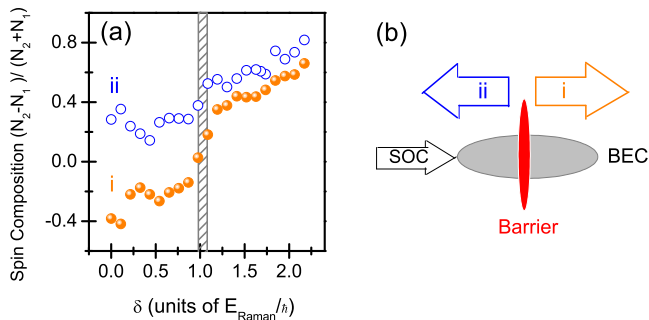 (a)
(b)
Spin Composition (N₂-N₁ )/ (N₂+N₁)
0.8
0.4
0.0
-0.4
ii
i
0.0 0.5 1.0 1.5 2.0
δ (units of E_Raman/ℏ)
ii i
SOC
BEC
Barrier